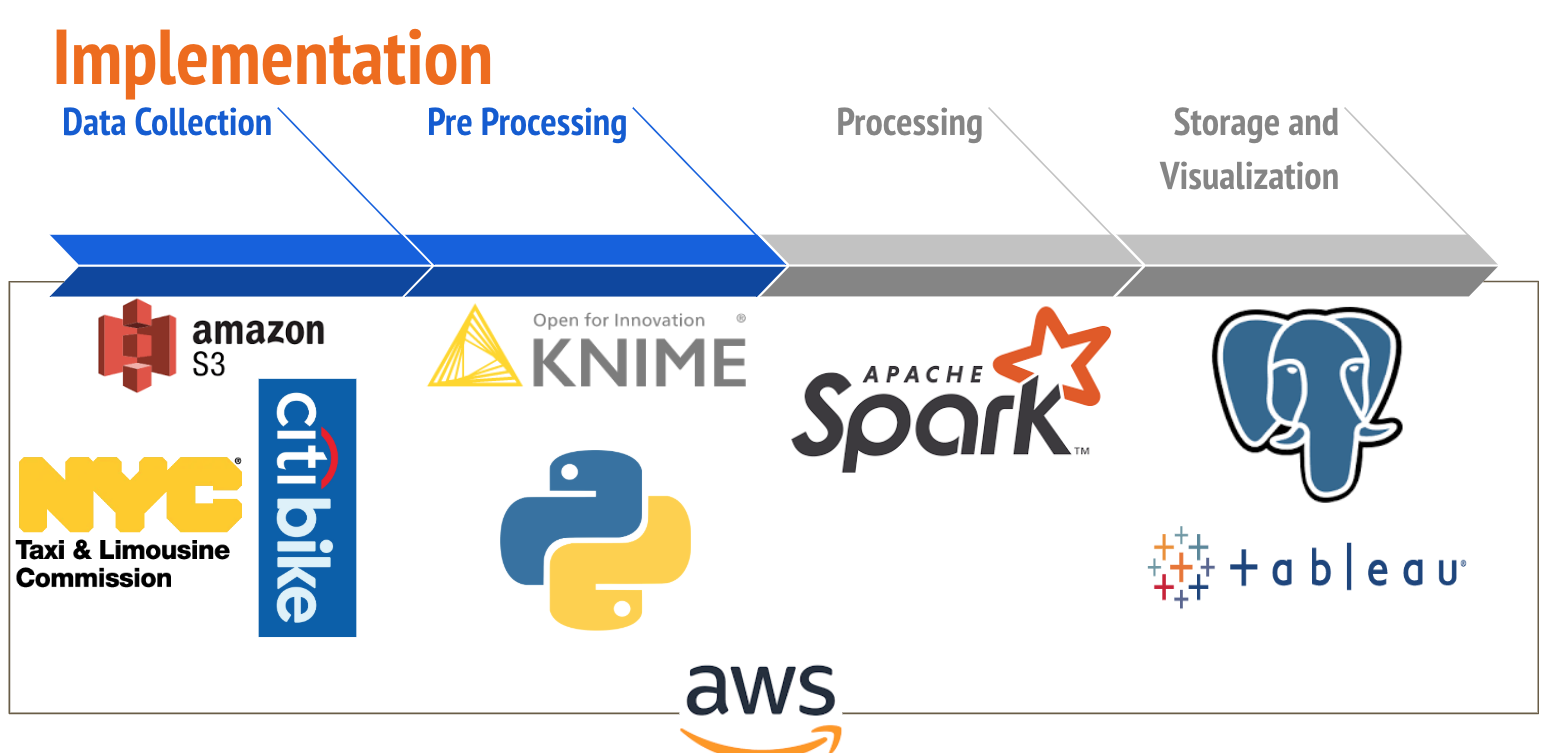 Implementation
Data Collection
Pre Processing
Processing
Storage and
Visualization
amazon
S3
Open for Innovation ®
KNIME
APACHE
Spark™
NYC®
Taxi & Limousine
Commission
citi bike
+ableau®
aws